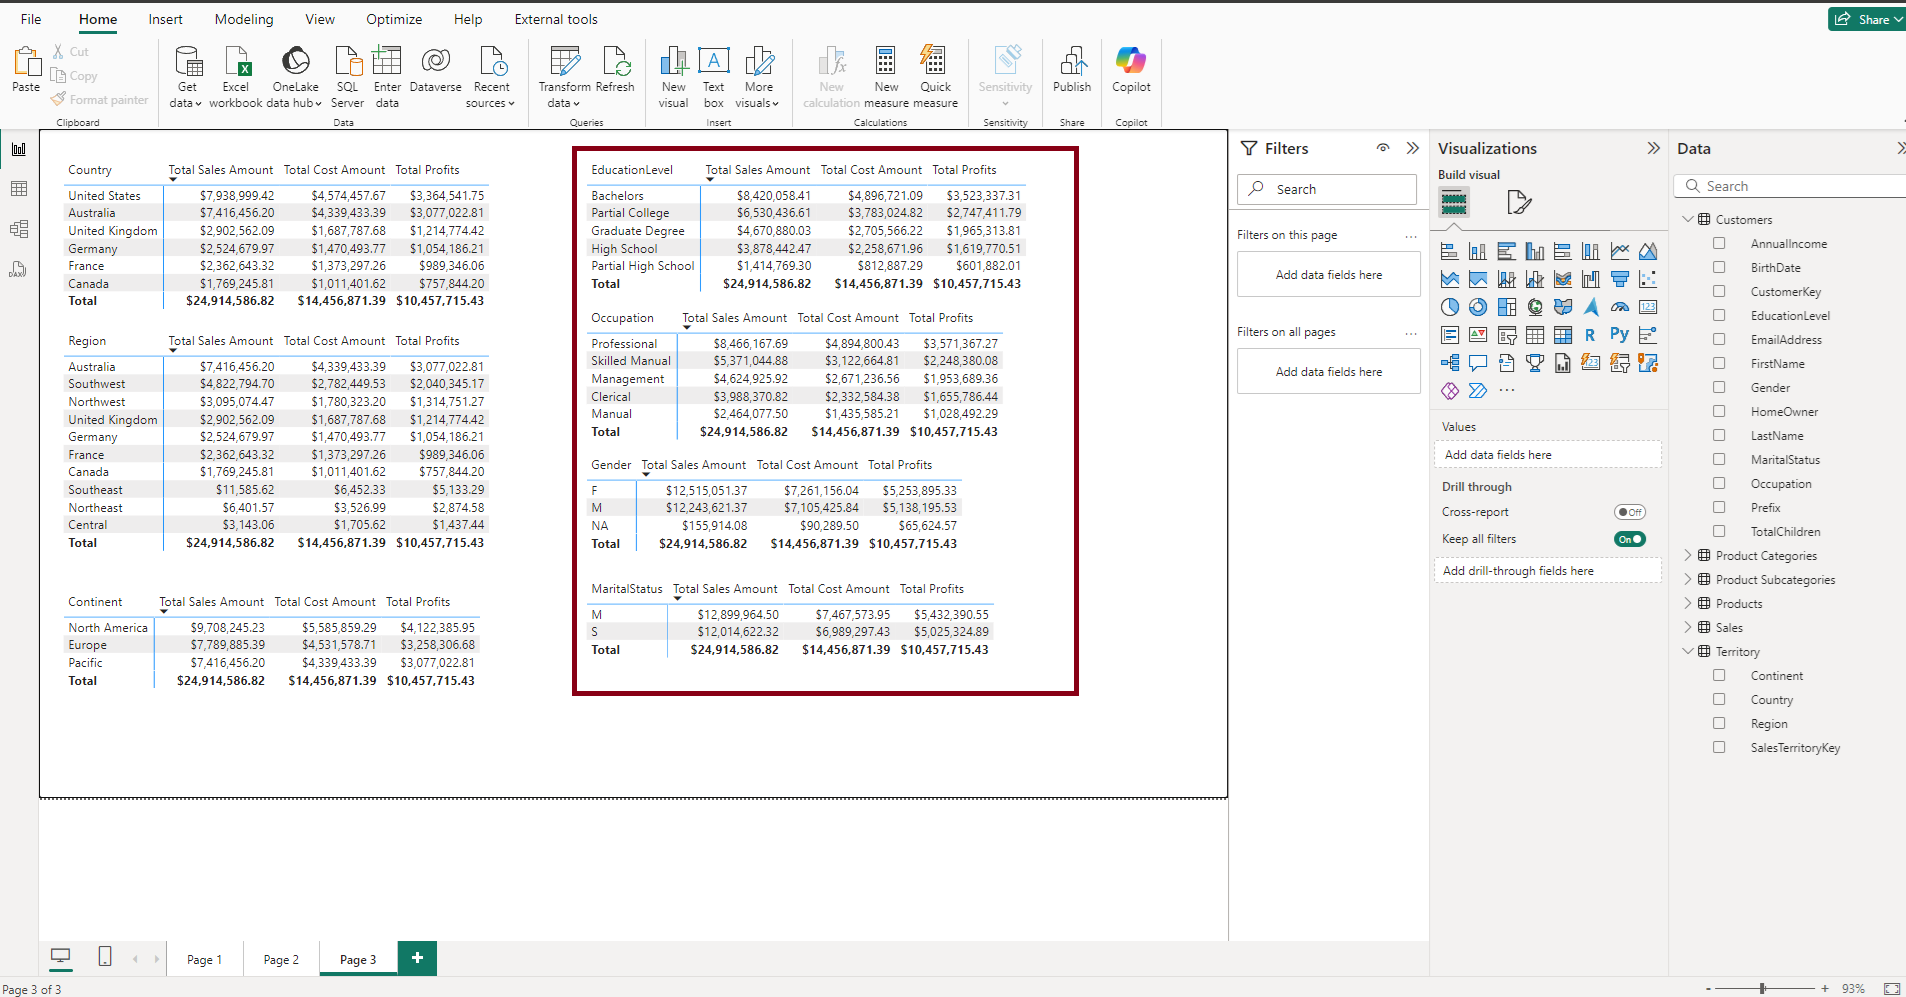 File Home Insert Modeling View Optimize Help External tools Share
Paste Cut Copy Format painter
Get data Excel workbook OneLake data hub SQL Server Enter data Dataverse Recent sources
Transform data Refresh
New visual Text box More visuals
New calculation New measure Quick measure
Sensitivity Publish Copilot
Clipboard Data Queries Insert Calculations Sensitivity Share Copilot
Country Total Sales Amount Total Cost Amount Total Profits
United States $7,938,999.42 $4,574,457.67 $3,364,541.75
Australia $7,416,456.20 $4,339,433.39 $3,077,022.81
United Kingdom $2,902,562.09 $1,687,787.68 $1,214,774.42
Germany $2,524,679.97 $1,470,493.77 $1,054,186.21
France $2,362,643.32 $1,373,297.26 $989,346.06
Canada $1,769,245.81 $1,011,401.62 $757,844.20
Total $24,914,586.82 $14,456,871.39 $10,457,715.43
Region Total Sales Amount Total Cost Amount Total Profits
Australia $7,416,456.20 $4,339,433.39 $3,077,022.81
Southwest $4,822,794.70 $2,782,449.53 $2,040,345.17
Northwest $3,095,074.47 $1,780,323.20 $1,314,751.27
United Kingdom $2,902,562.09 $1,687,787.68 $1,214,774.42
Germany $2,524,679.97 $1,470,493.77 $1,054,186.21
France $2,362,643.32 $1,373,297.26 $989,346.06
Canada $1,769,245.81 $1,011,401.62 $757,844.20
Southeast $11,585.62 $6,452.33 $5,133.29
Northeast $6,401.57 $3,526.99 $2,874.58
Central $3,143.06 $1,705.62 $1,437.44
Total $24,914,586.82 $14,456,871.39 $10,457,715.43
Continent Total Sales Amount Total Cost Amount Total Profits
North America $9,708,245.23 $5,585,859.29 $4,122,385.95
Europe $7,789,885.39 $4,531,578.71 $3,258,306.68
Pacific $7,416,456.20 $4,339,433.39 $3,077,022.81
Total $24,914,586.82 $14,456,871.39 $10,457,715.43
EducationLevel Total Sales Amount Total Cost Amount Total Profits
Bachelors $8,420,058.41 $4,896,721.09 $3,523,337.31
Partial College $6,530,436.61 $3,783,024.82 $2,747,411.79
Graduate Degree $4,670,880.03 $2,705,566.22 $1,965,313.81
High School $3,878,442.47 $2,258,671.96 $1,619,770.51
Partial High School $1,414,769.30 $812,887.29 $601,882.01
Total $24,914,586.82 $14,456,871.39 $10,457,715.43
Occupation Total Sales Amount Total Cost Amount Total Profits
Professional $8,466,167.69 $4,894,800.43 $3,571,367.27
Skilled Manual $5,371,044.88 $3,122,664.81 $2,248,380.08
Management $4,624,925.92 $2,671,236.56 $1,953,689.36
Clerical $3,988,370.82 $2,332,584.38 $1,655,786.44
Manual $2,464,077.50 $1,435,585.21 $1,028,492.29
Total $24,914,586.82 $14,456,871.39 $10,457,715.43
Gender Total Sales Amount Total Cost Amount Total Profits
F $12,515,051.37 $7,261,156.04 $5,253,895.33
M $12,243,621.37 $7,105,425.84 $5,138,195.53
NA $155,914.08 $90,289.50 $65,624.57
Total $24,914,586.82 $14,456,871.39 $10,457,715.43
MaritalStatus Total Sales Amount Total Cost Amount Total Profits
M $12,899,964.50 $7,467,573.95 $5,432,390.55
S $12,014,622.32 $6,989,297.43 $5,025,324.89
Total $24,914,586.82 $14,456,871.39 $10,457,715.43
Filters
Search
Filters on this page ...
Add data fields here
Filters on all pages ...
Add data fields here
Visualizations
Build visual
123
R Py
...
Values
Add data fields here
Drill through
Cross-report Off
Keep all filters On
Add drill-through fields here
Data
Search
Customers
AnnualIncome
BirthDate
CustomerKey
EducationLevel
EmailAddress
FirstName
Gender
HomeOwner
LastName
MaritalStatus
Occupation
Prefix
TotalChildren
Product Categories
Product Subcategories
Products
Sales
Territory
Continent
Country
Region
SalesTerritoryKey
Page 1 Page 2 Page 3 +
Page 3 of 3 - + 93%